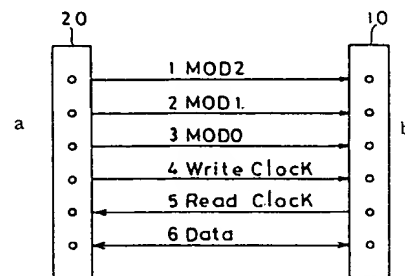 20 10
1 MOD2
2 MOD1.
a b
3 MOD0
4 Write ClocK
5 Read ClocK
6 Data